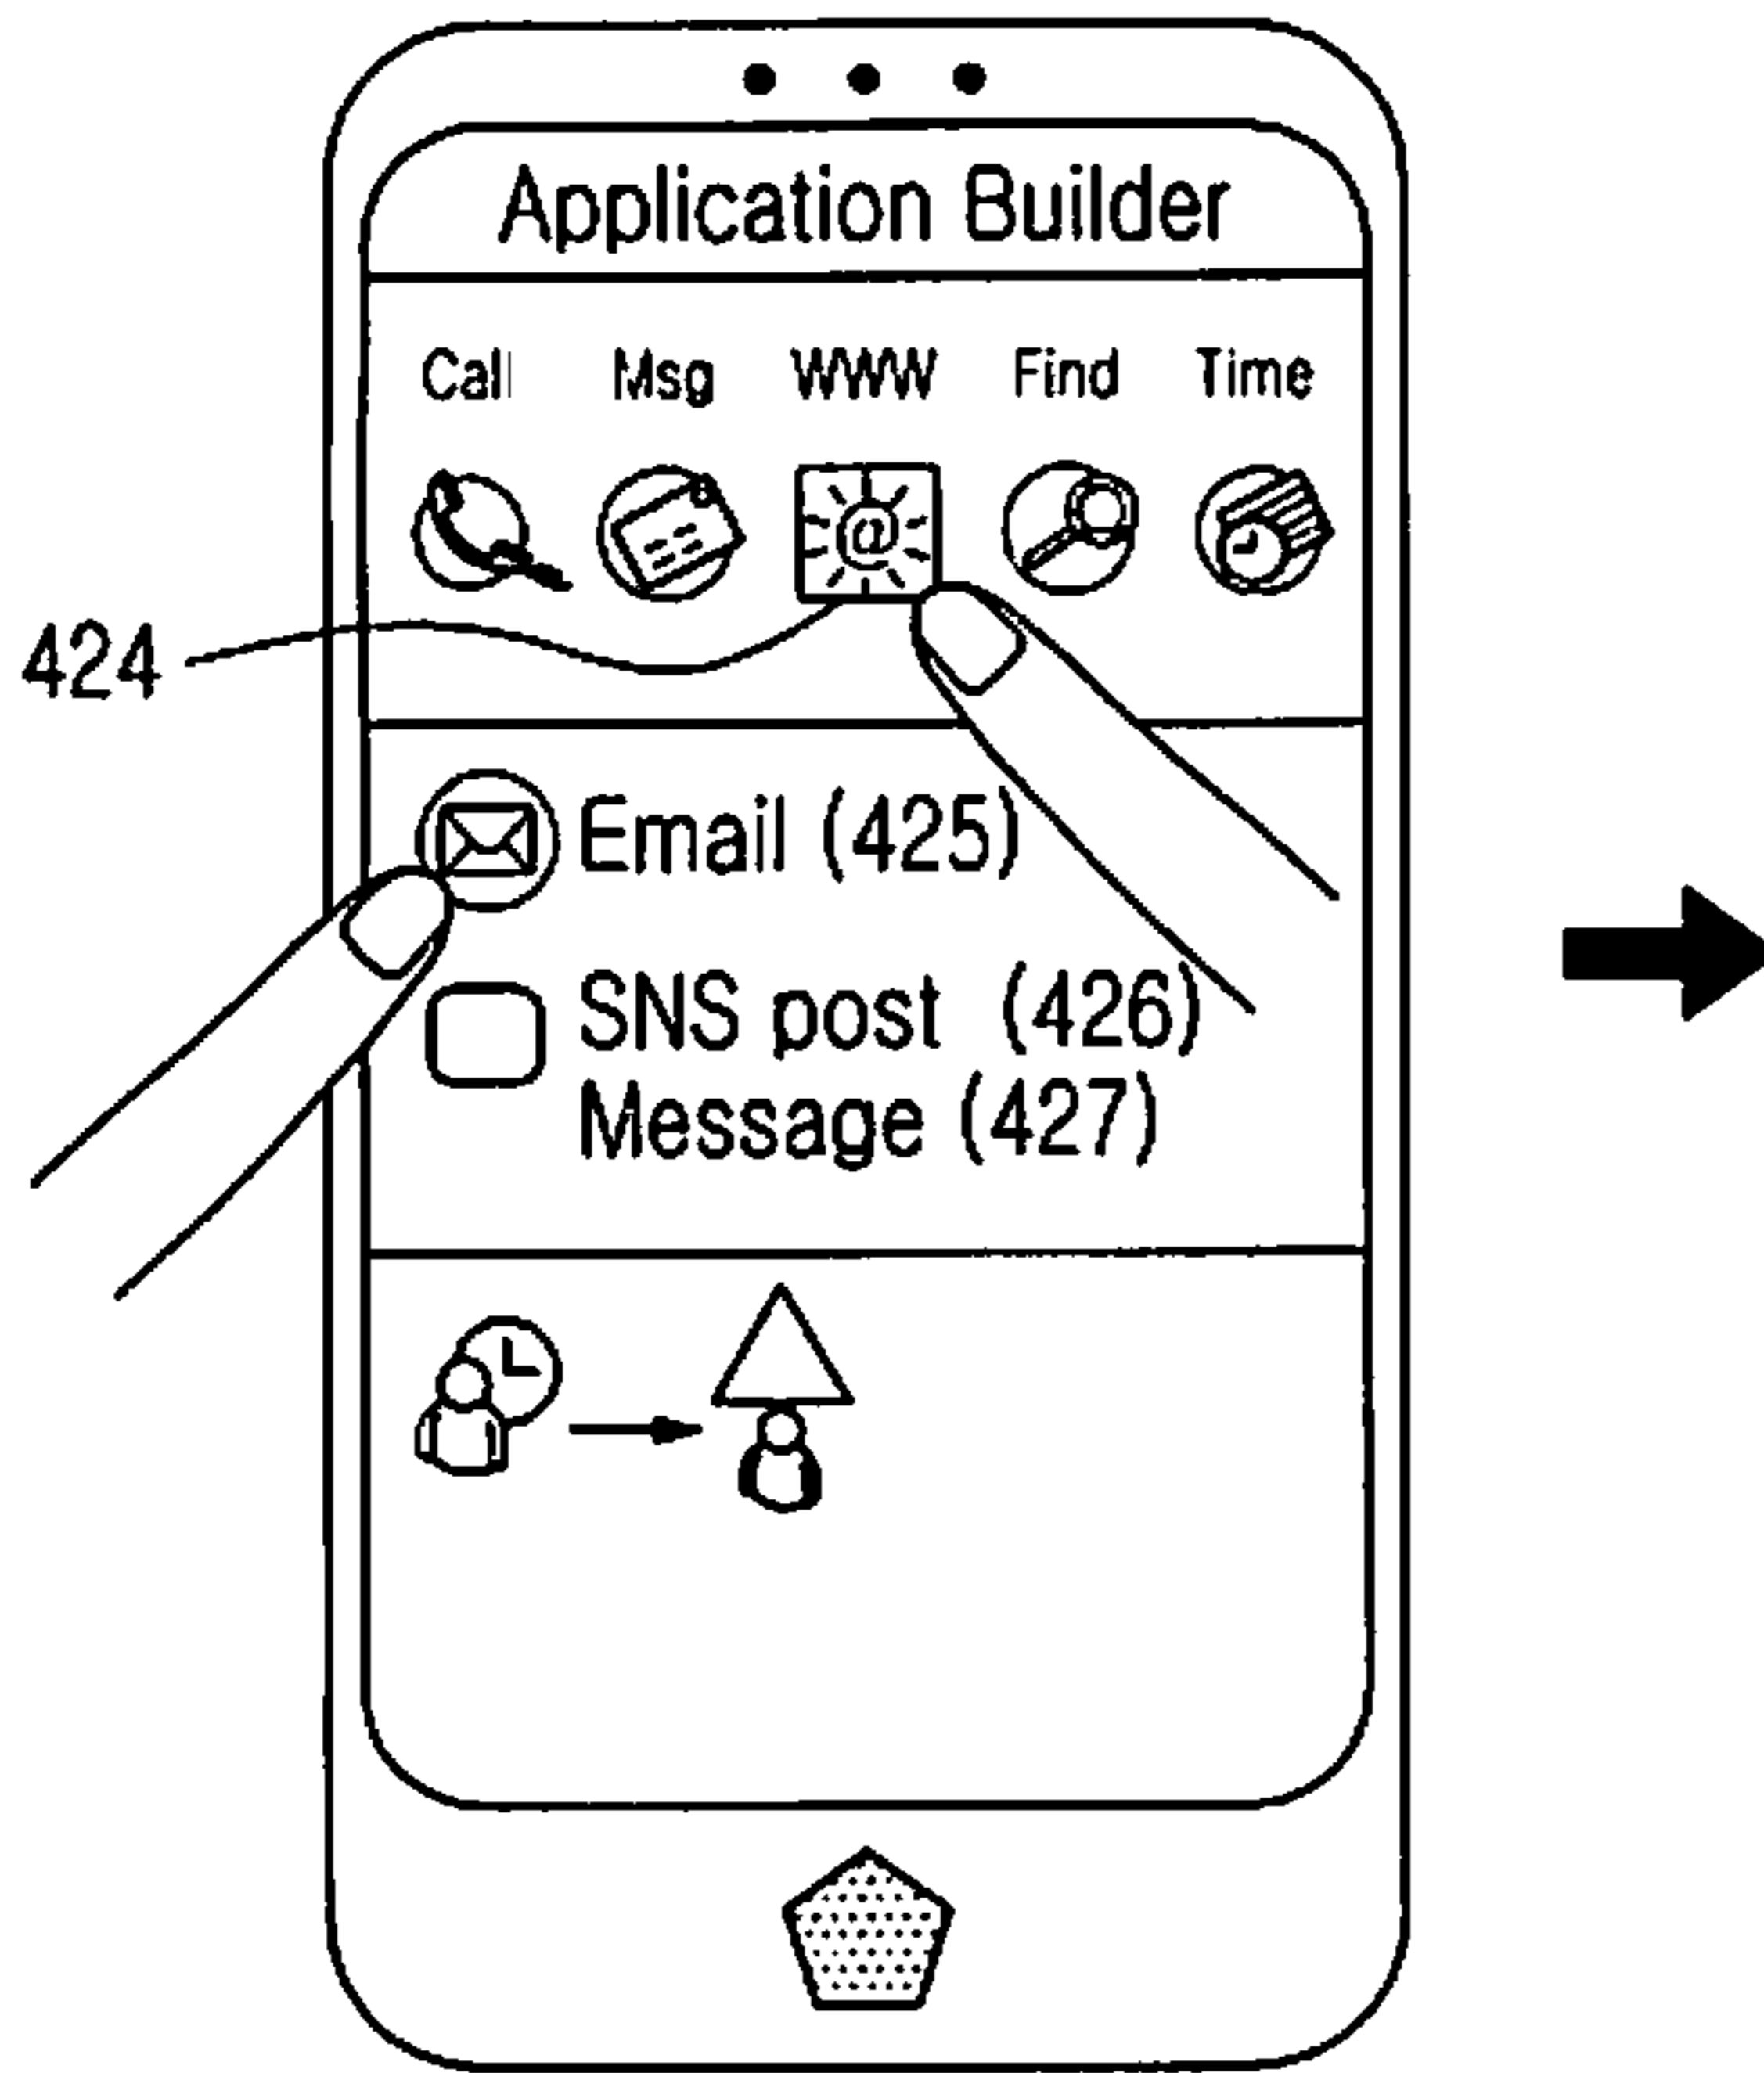 Application Builder
Call Msg WWW Find Time
@
424
Email (425)
SNS post (426)
Message (427)